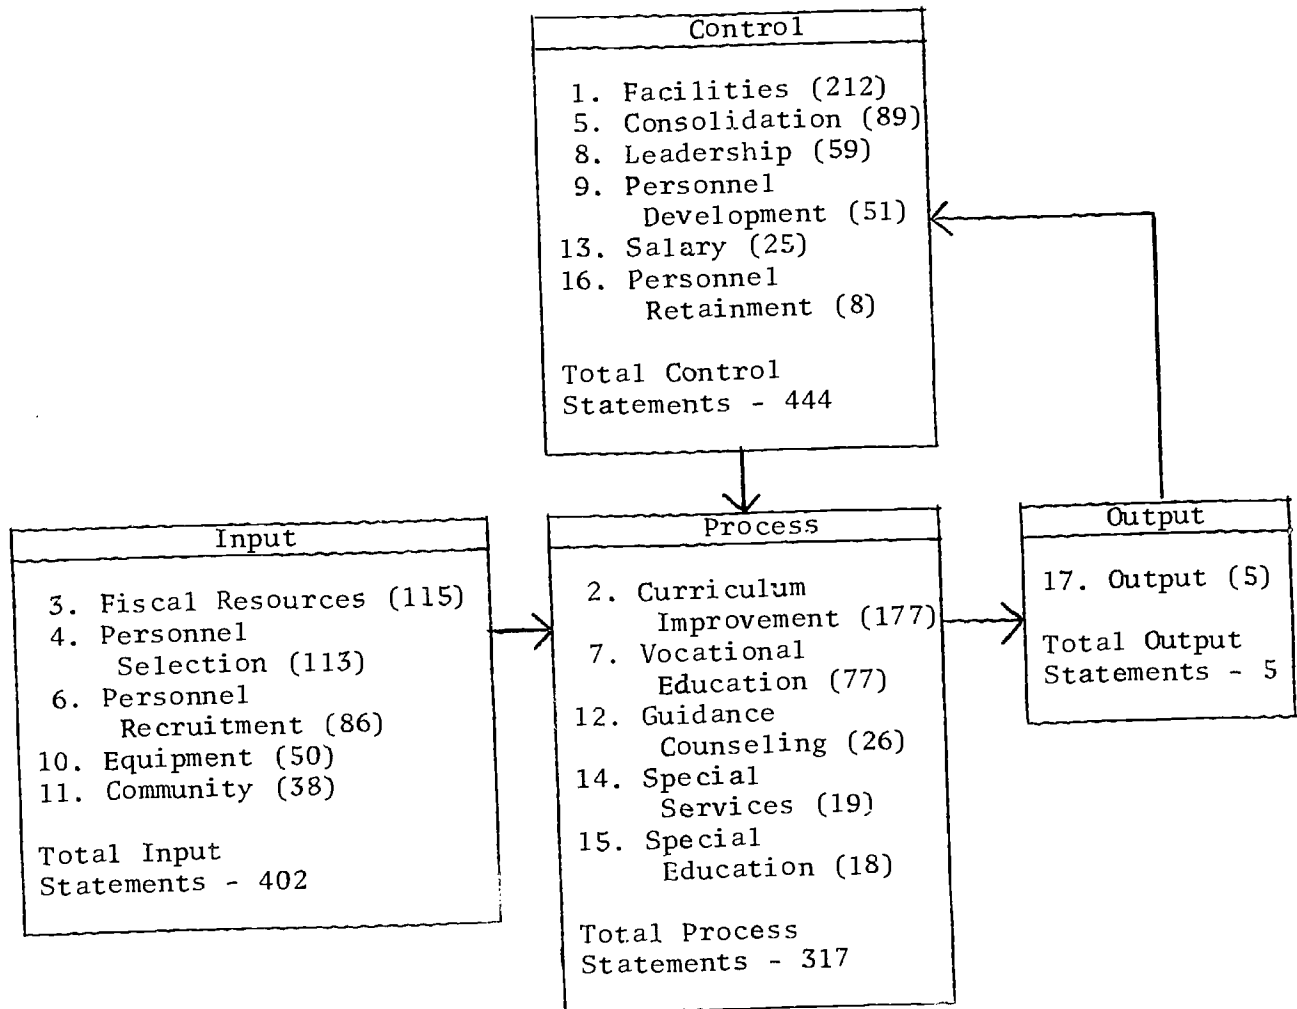 Control
1. Facilities (212)
5. Consolidation (89)
8. Leadership (59)
9. Personnel
Development (51)
13. Salary (25)
16. Personnel
Retainment (8)
Total Control
Statements - 444
Input
3. Fiscal Resources (115)
4. Personnel
Selection (113)
6. Personnel
Recruitment (86)
10. Equipment (50)
11. Community (38)
Total Input
Statements - 402
Process
2. Curriculum
Improvement (177)
7. Vocational
Education (77)
12. Guidance
Counseling (26)
14. Special
Services (19)
15. Special
Education (18)
Total Process
Statements - 317
Output
17. Output (5)
Total Output
Statements - 5